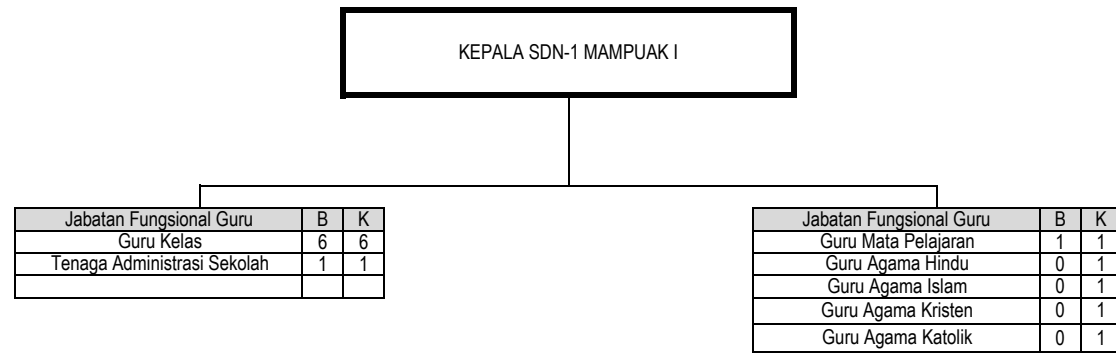 KEPALA SDN-1 MAMPUAK I
Jabatan Fungsional Guru B K
Guru Kelas 6 6
Tenaga Administrasi Sekolah 1 1
Jabatan Fungsional Guru B K
Guru Mata Pelajaran 1 1
Guru Agama Hindu 0 1
Guru Agama Islam 0 1
Guru Agama Kristen 0 1
Guru Agama Katolik 0 1